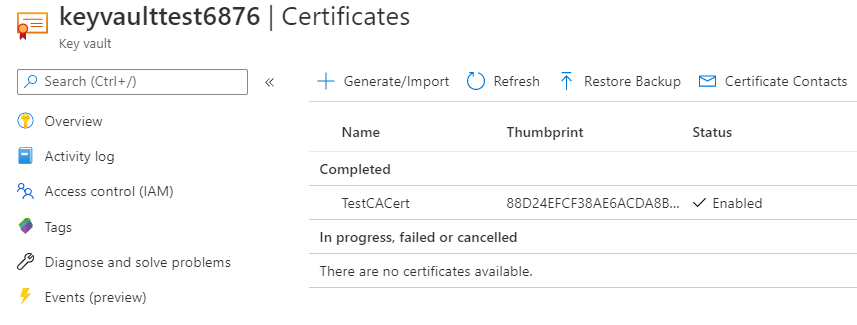 keyvaulttest6876 | Certificates
Key vault
Search (Ctrl+/)
«
Generate/Import Refresh Restore Backup Certificate Contacts
Overview
Activity log
Access control (IAM)
Tags
Diagnose and solve problems
Events (preview)
Name Thumbprint Status
Completed
TestCACert 88D24EFCF38AE6ACDA8B... Enabled
In progress, failed or cancelled
There are no certificates available.